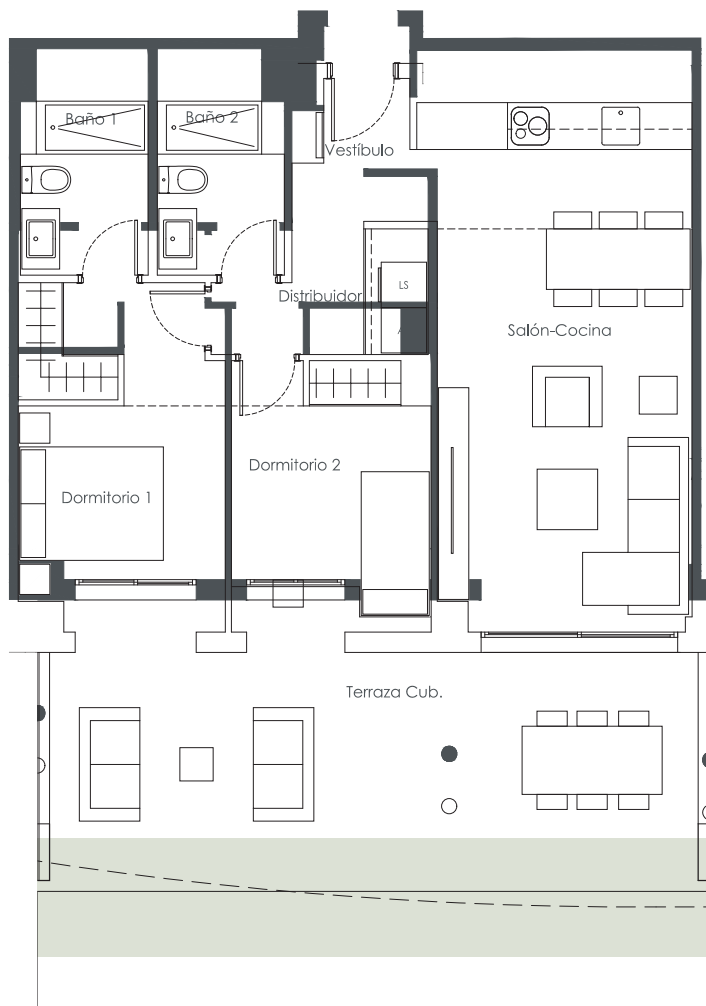 Baño 1
Baño 2
Vestíbulo
Distribuidor
LS
Salón-Cocina
Dormitorio 2
Dormitorio 1
Terraza Cub.